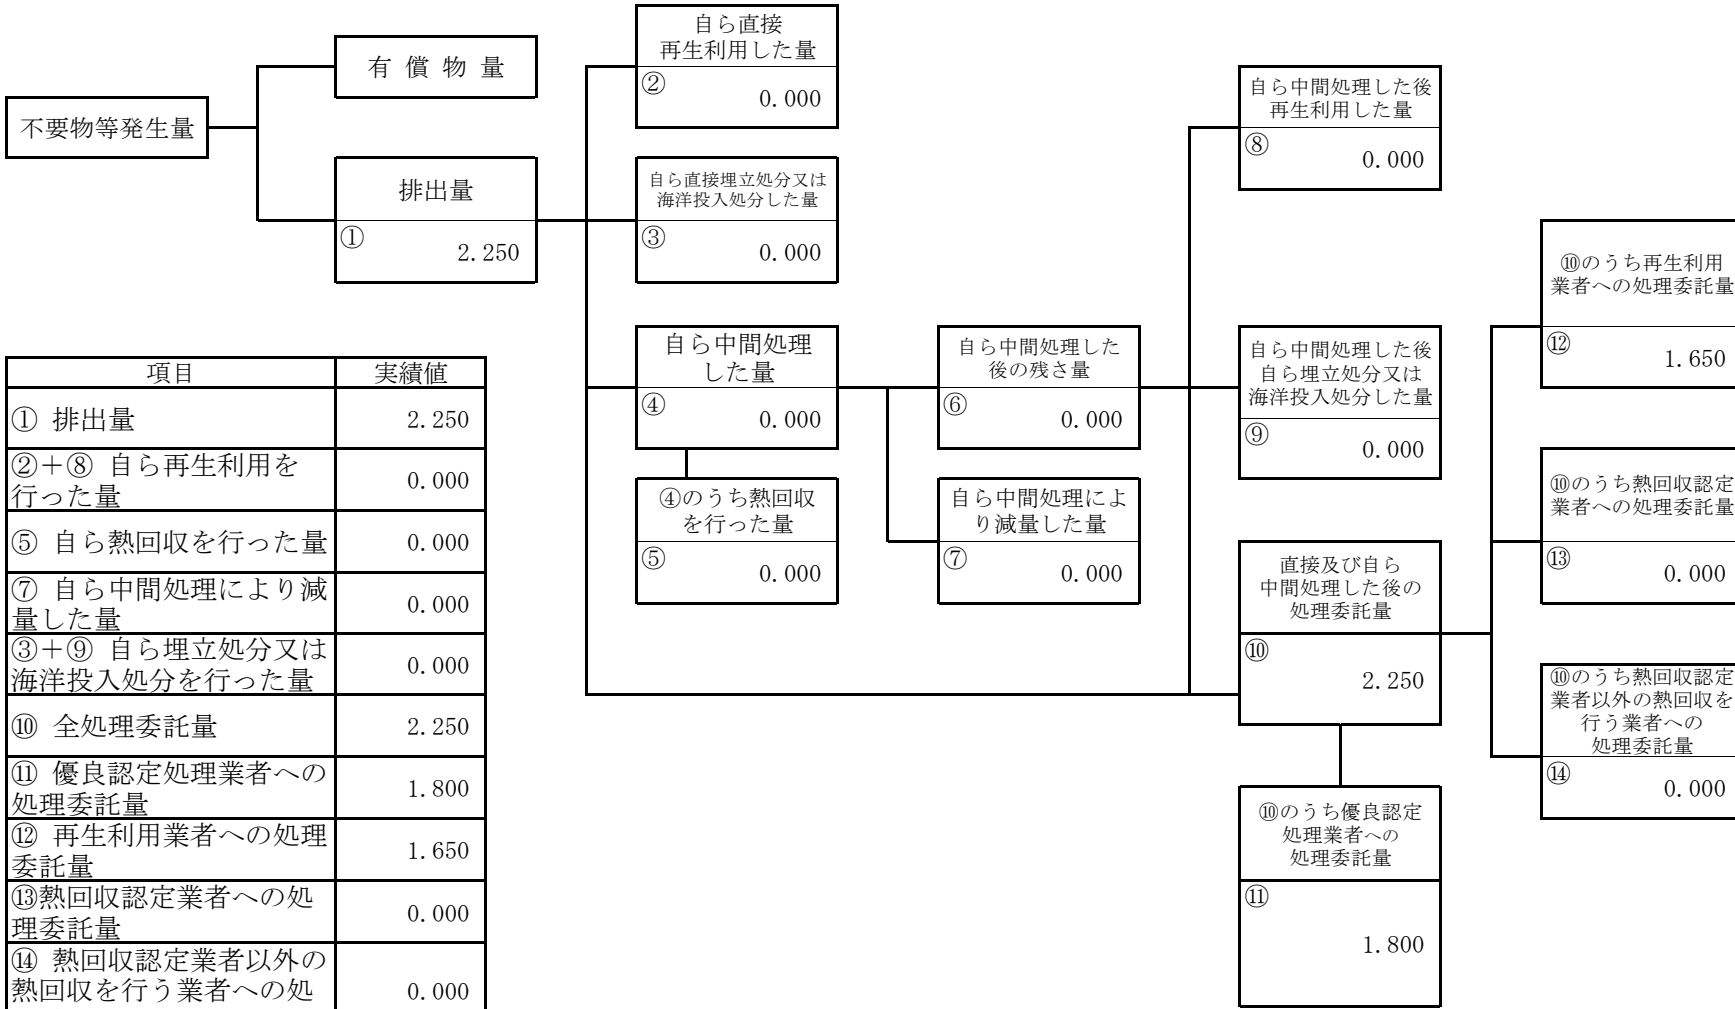 不要物等発生量
有 償 物 量
排出量
①
2.250
自ら直接
再生利用した量
②
0.000
自ら直接埋立処分又は
海洋投入処分した量
③
0.000
自ら中間処理
した量
④
0.000
④のうち熱回収
を行った量
⑤
0.000
自ら中間処理した
後の残さ量
⑥
0.000
自ら中間処理によ
り減量した量
⑦
0.000
自ら中間処理した後
再生利用した量
⑧
0.000
自ら中間処理した後
自ら埋立処分又は
海洋投入処分した量
⑨
0.000
直接及び自ら
中間処理した後の
処理委託量
⑩
2.250
⑩のうち優良認定
処理業者への
処理委託量
⑪
1.800
⑩のうち再生利用
業者への処理委託量
⑫
1.650
⑩のうち熱回収認定
業者への処理委託量
⑬
0.000
⑩のうち熱回収認定
業者以外の熱回収を
行う業者への
処理委託量
⑭
0.000
項目 実績値
① 排出量 2.250
②＋⑧ 自ら再生利用を
行った量 0.000
⑤ 自ら熱回収を行った量 0.000
⑦ 自ら中間処理により減
量した量 0.000
③＋⑨ 自ら埋立処分又は
海洋投入処分を行った量 0.000
⑩ 全処理委託量 2.250
⑪ 優良認定処理業者への
処理委託量 1.800
⑫ 再生利用業者への処理
委託量 1.650
⑬熱回収認定業者への処
理委託量 0.000
⑭ 熱回収認定業者以外の
熱回収を行う業者への処 0.000